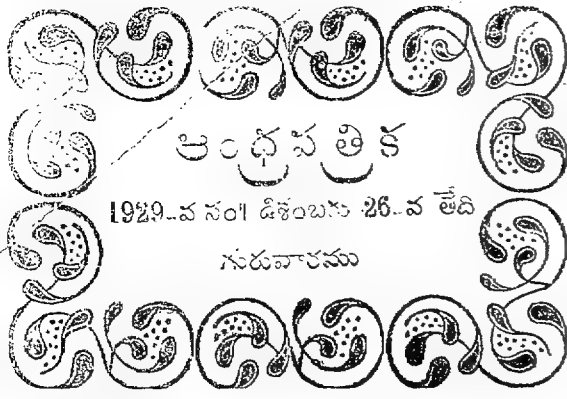 ఆంధ్రపత్రిక
1929-వ సం॥ డిశంబరు 26-వ తేది
గురువారము